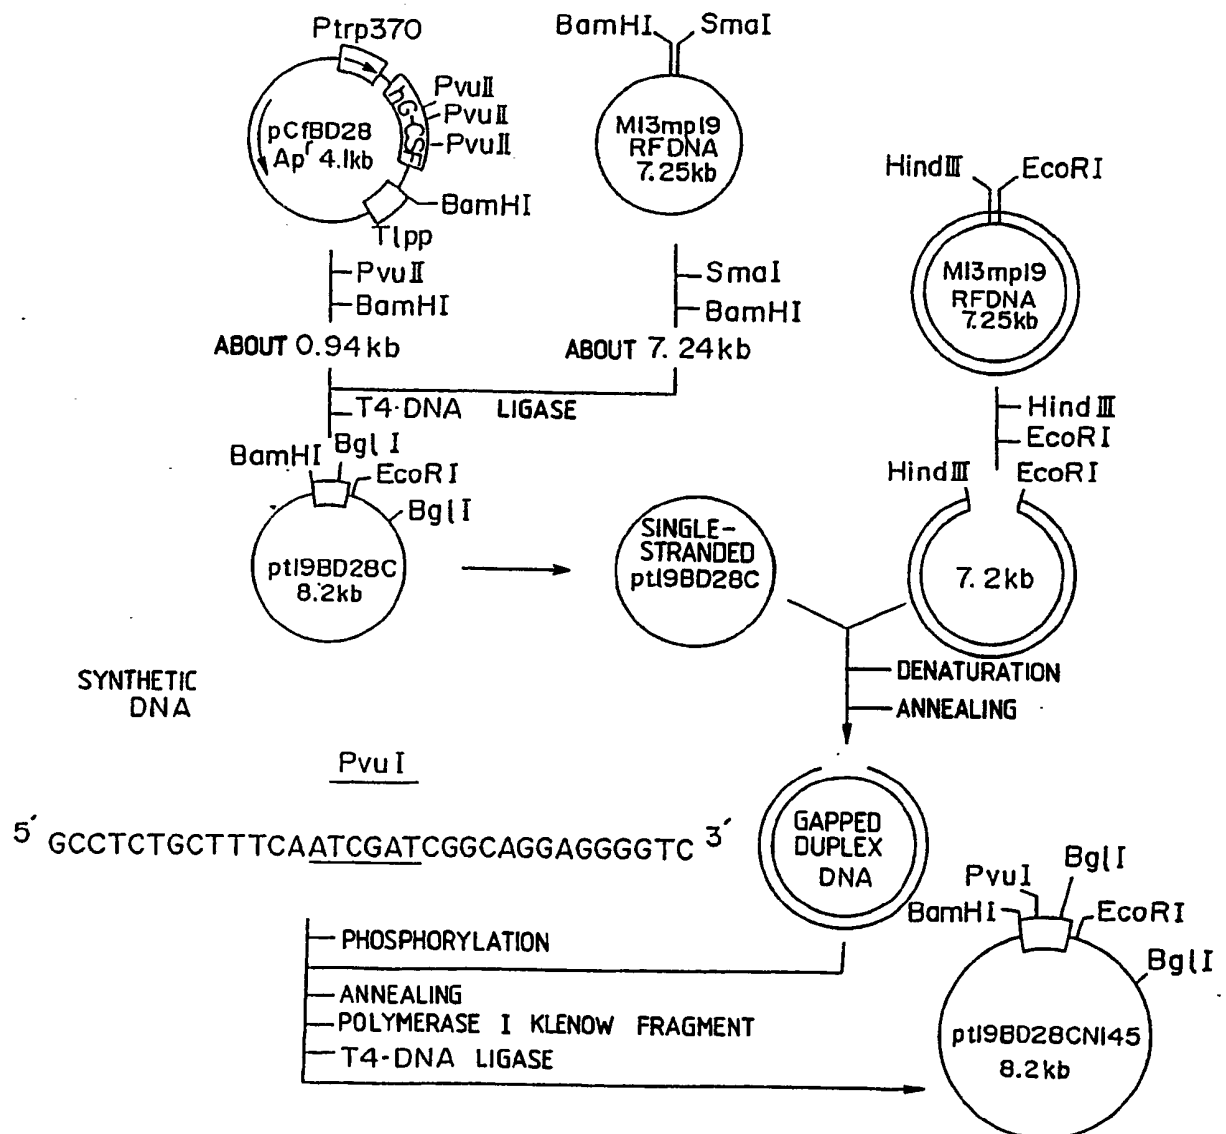 Ptrp370
hG-CSF
PvuII
PvuII
PvuII
pCfBD28
Apʳ 4.1kb
BamHI
Tlpp
PvuII
BamHI
ABOUT 0.94kb
BamHI SmaI
M13mp19
RFDNA
7.25kb
SmaI
BamHI
ABOUT 7.24kb
T4-DNA LIGASE
HindIII EcoRI
M13mp19
RFDNA
7.25kb
HindIII
EcoRI
HindIII EcoRI
7.2kb
BamHI BglI
EcoRI
BglI
pt19BD28C
8.2kb
SINGLE-
STRANDED
pt19BD28C
DENATURATION
ANNEALING
SYNTHETIC
DNA
PvuI
5' GCCTCTGCTTTCAATCGATCGGCAGGAGGGGTC 3'
GAPPED
DUPLEX
DNA
PHOSPHORYLATION
ANNEALING
POLYMERASE I KLENOW FRAGMENT
T4-DNA LIGASE
PvuI BglI
BamHI EcoRI
BglI
pt19BD28CN145
8.2kb